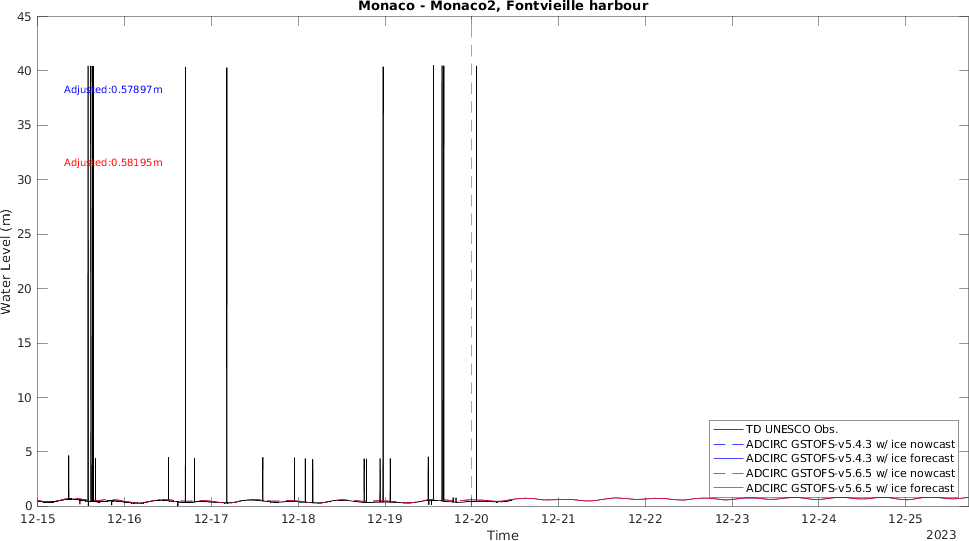 Monaco - Monaco2, Fontvieille harbour
45
40
35
30
25
20
15
10
5
0
Water Level (m)
Adjusted:0.57897m
Adjusted:0.58195m
TD UNESCO Obs.
ADCIRC GSTOFS-v5.4.3 w/ ice nowcast
ADCIRC GSTOFS-v5.4.3 w/ ice forecast
ADCIRC GSTOFS-v5.6.5 w/ ice nowcast
ADCIRC GSTOFS-v5.6.5 w/ ice forecast
12-15 12-16 12-17 12-18 12-19 12-20 12-21 12-22 12-23 12-24 12-25
Time
2023